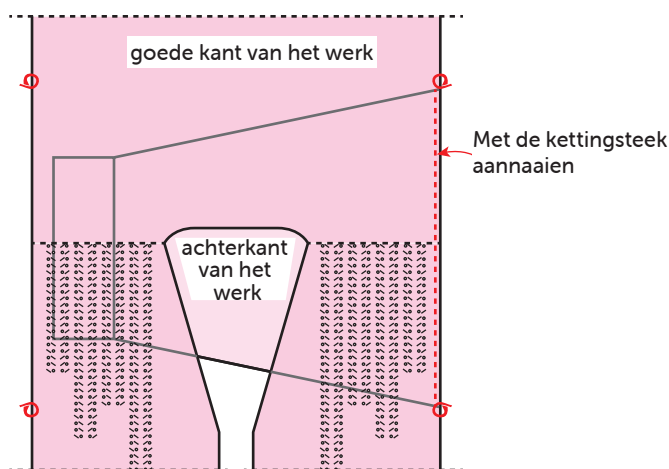 goede kant van het werk
Met de kettingsteek
aannaaien
achterkant
van het
werk